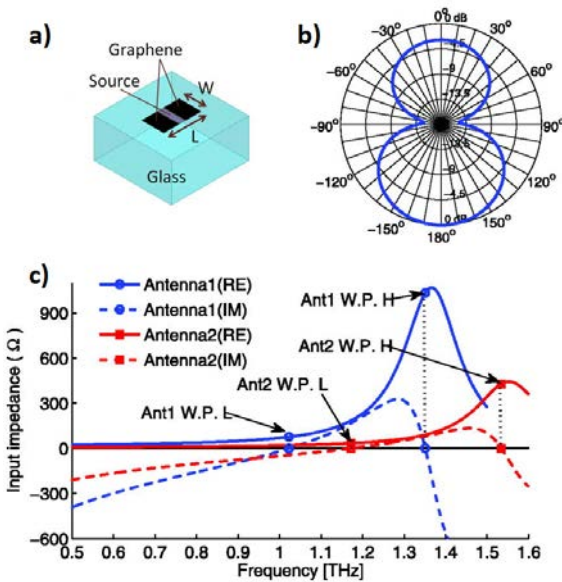 a)
Graphene
Source
W
L
Glass
b)
0°
0 dB
−30°
30°
−4.5
−60°
60°
−9
−13.5
−90°
90°
−13.5
−9
−120°
120°
−4.5
0 dB
−150°
150°
180°
c)
Antenna1(RE)
Antenna1(IM)
Antenna2(RE)
Antenna2(IM)
Ant1 W.P. H
Ant2 W.P. H
Ant2 W.P. L
Ant1 W.P. L
Input impedance ( Ω )
900
600
300
0
−300
−600
0.5 0.6 0.7 0.8 0.9 1 1.1 1.2 1.3 1.4 1.5 1.6
Frequency [THz]